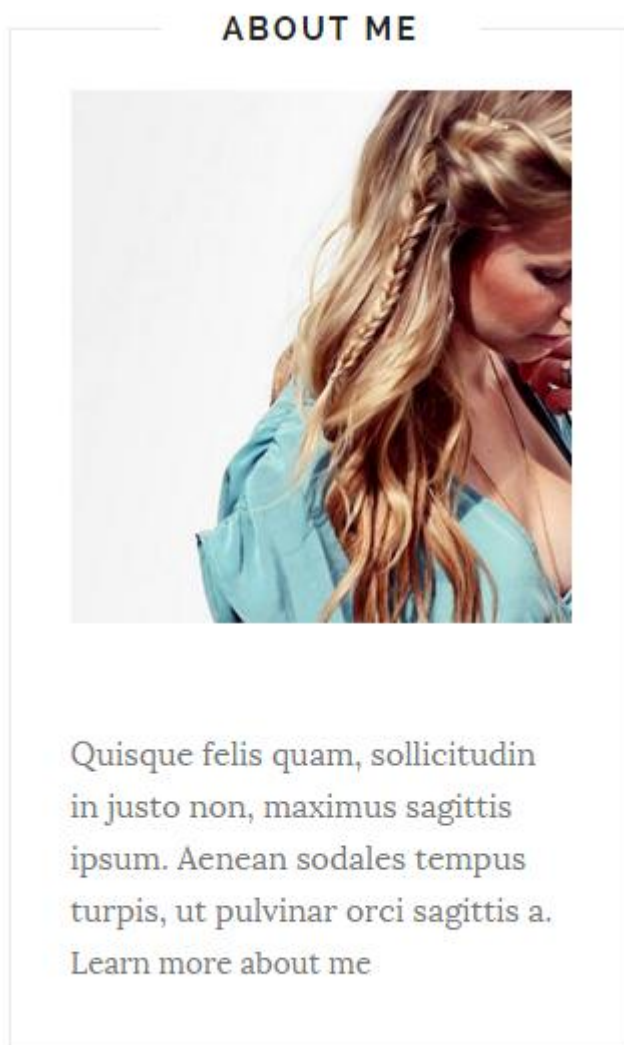 ABOUT ME
Quisque felis quam, sollicitudin
in justo non, maximus sagittis
ipsum. Aenean sodales tempus
turpis, ut pulvinar orci sagittis a.
Learn more about me